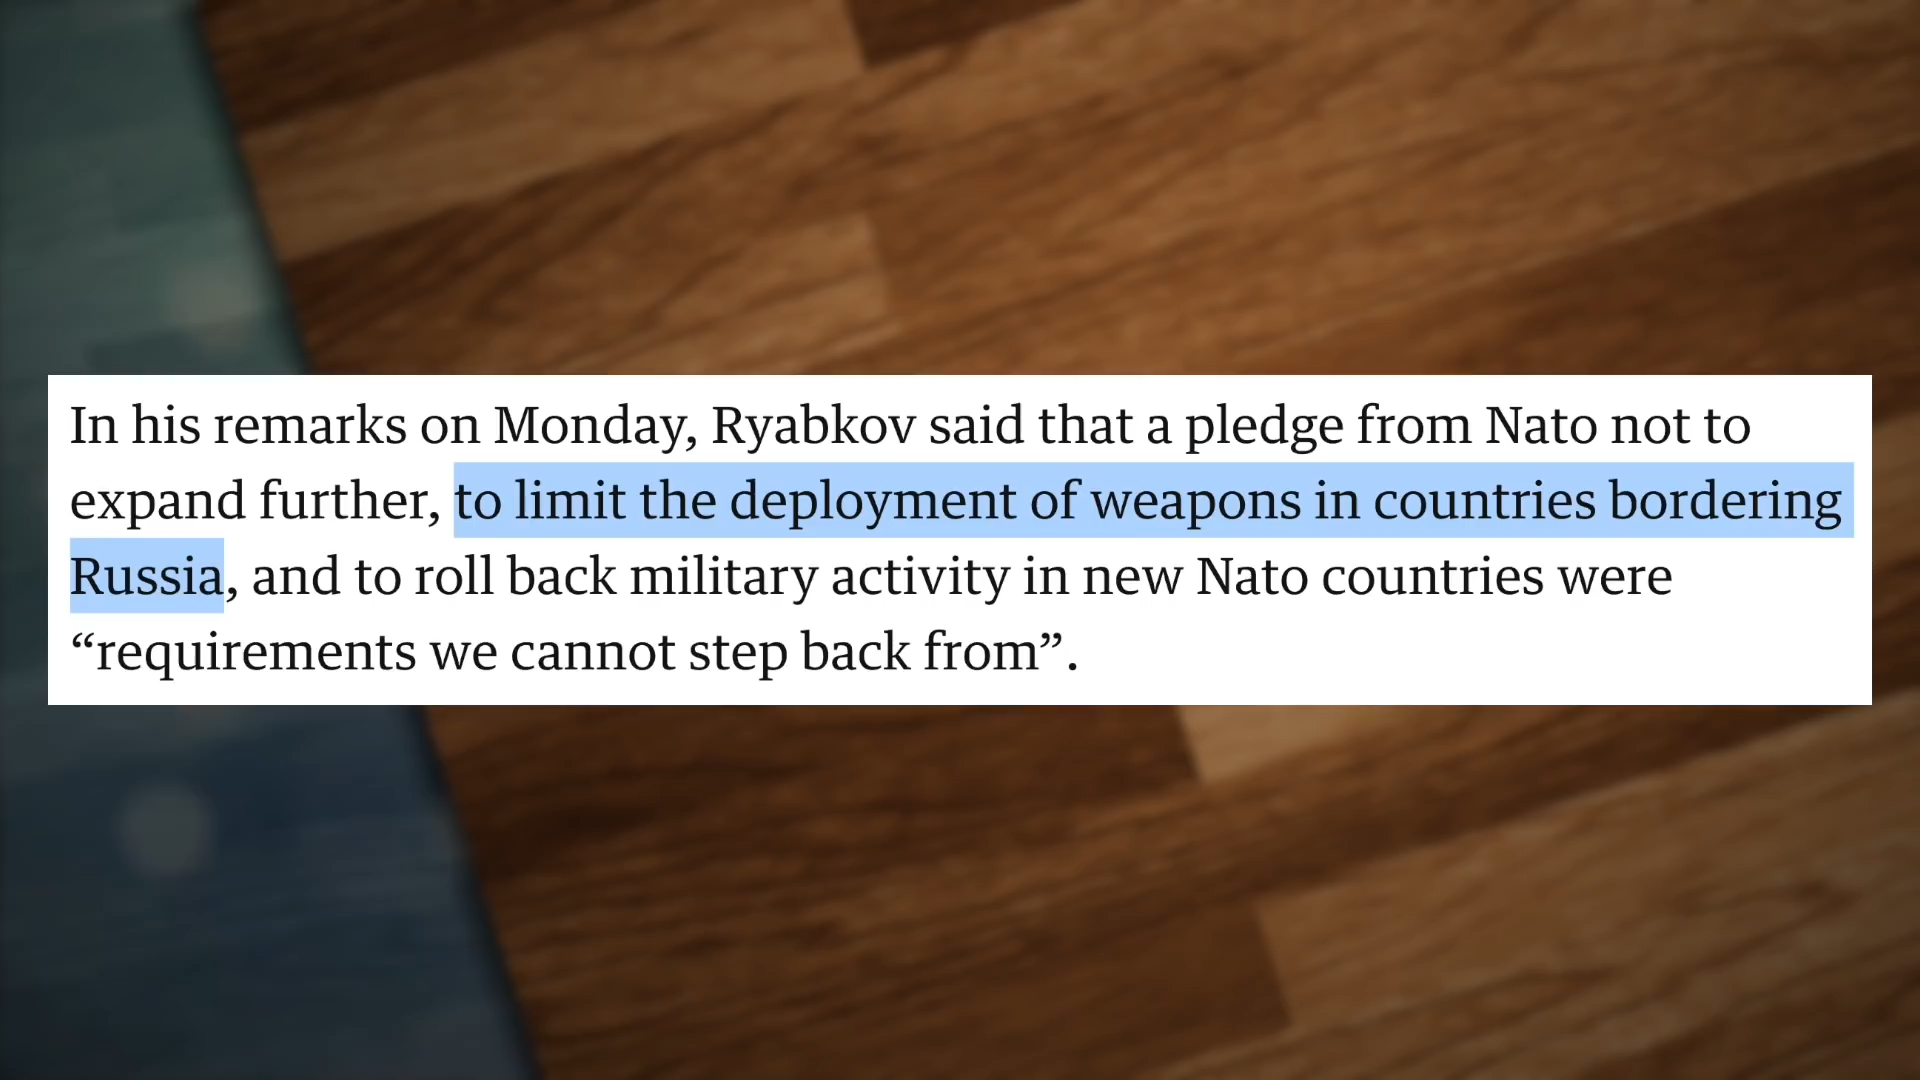 In his remarks on Monday, Ryabkov said that a pledge from Nato not to
expand further, to limit the deployment of weapons in countries bordering
Russia, and to roll back military activity in new Nato countries were
“requirements we cannot step back from”.